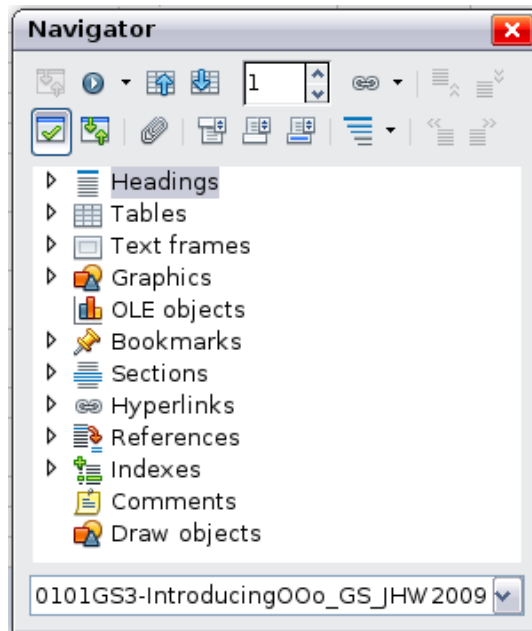 Navigator
1
Headings
Tables
Text frames
Graphics
OLE objects
Bookmarks
Sections
Hyperlinks
References
Indexes
Comments
Draw objects
0101GS3-IntroducingOOo_GS_JHW2009